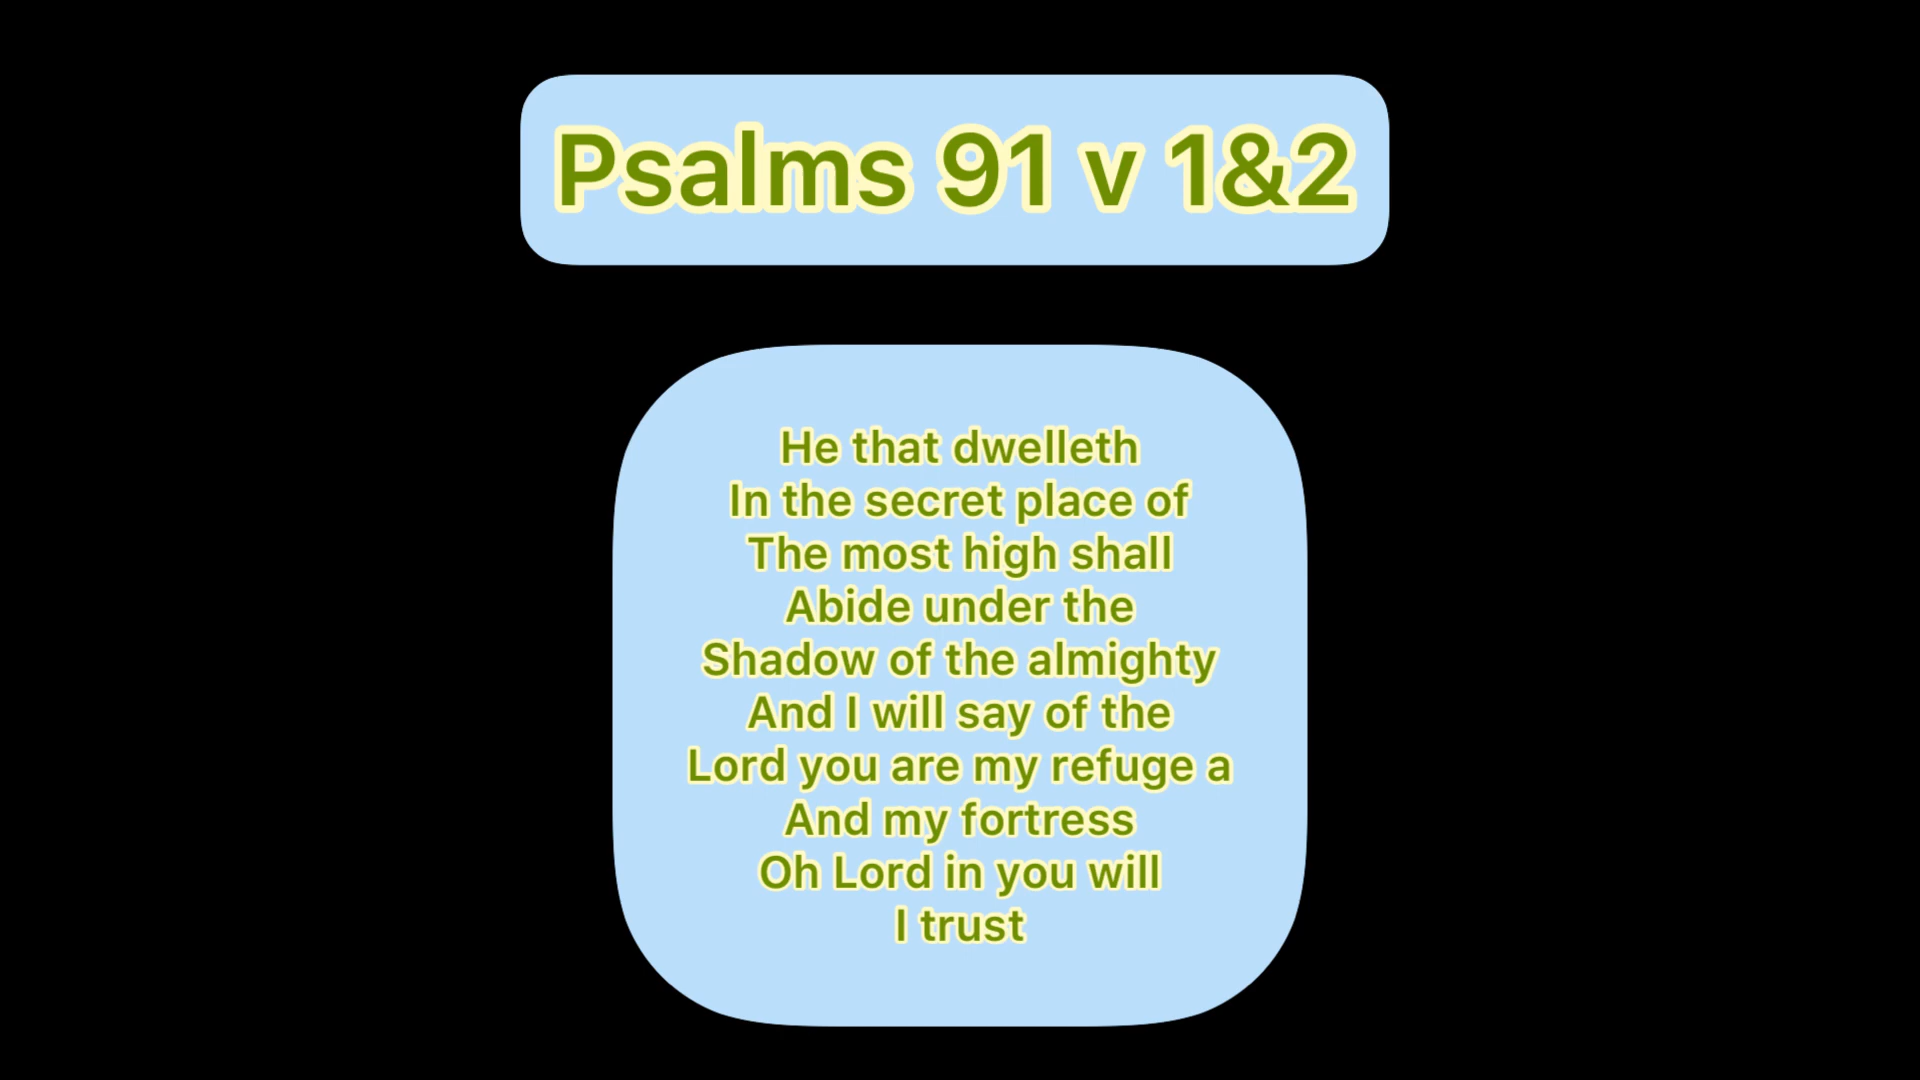 Psalms 91 v 1&2
He that dwelleth
In the secret place of
The most high shall
Abide under the
Shadow of the almighty
And I will say of the
Lord you are my refuge a
And my fortress
Oh Lord in you will
I trust